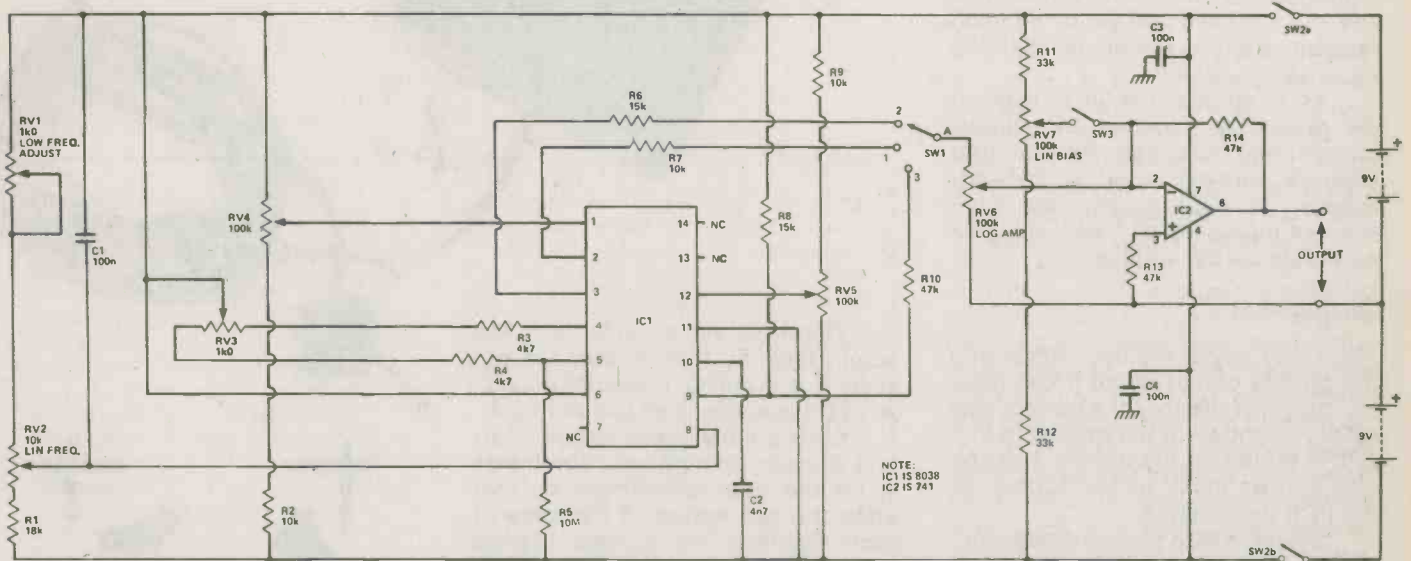 RV1
1k0
LOW FREQ.
ADJUST
C1
100n
RV2
10k
LIN FREQ.
R1
18k
RV4
100k
RV3
1k0
R2
10k
R3
4k7
R4
4k7
R5
10M
R6
15k
R7
10k
1
2
3
4
5
6
NC
7
IC1
14
NC
13
NC
12
11
10
9
8
C2
4n7
R8
15k
R9
10k
RV5
100k
R10
47k
NOTE:
IC1 IS 8038
IC2 IS 741
2
1
3
A
SW1
RV6
100k
LOG AMP
R11
33k
RV7
100k
LIN BIAS
SW3
R12
33k
C3
100n
R14
47k
2
3
7
4
6
IC2
R13
47k
C4
100n
OUTPUT
SW2a
SW2b
9V
9V